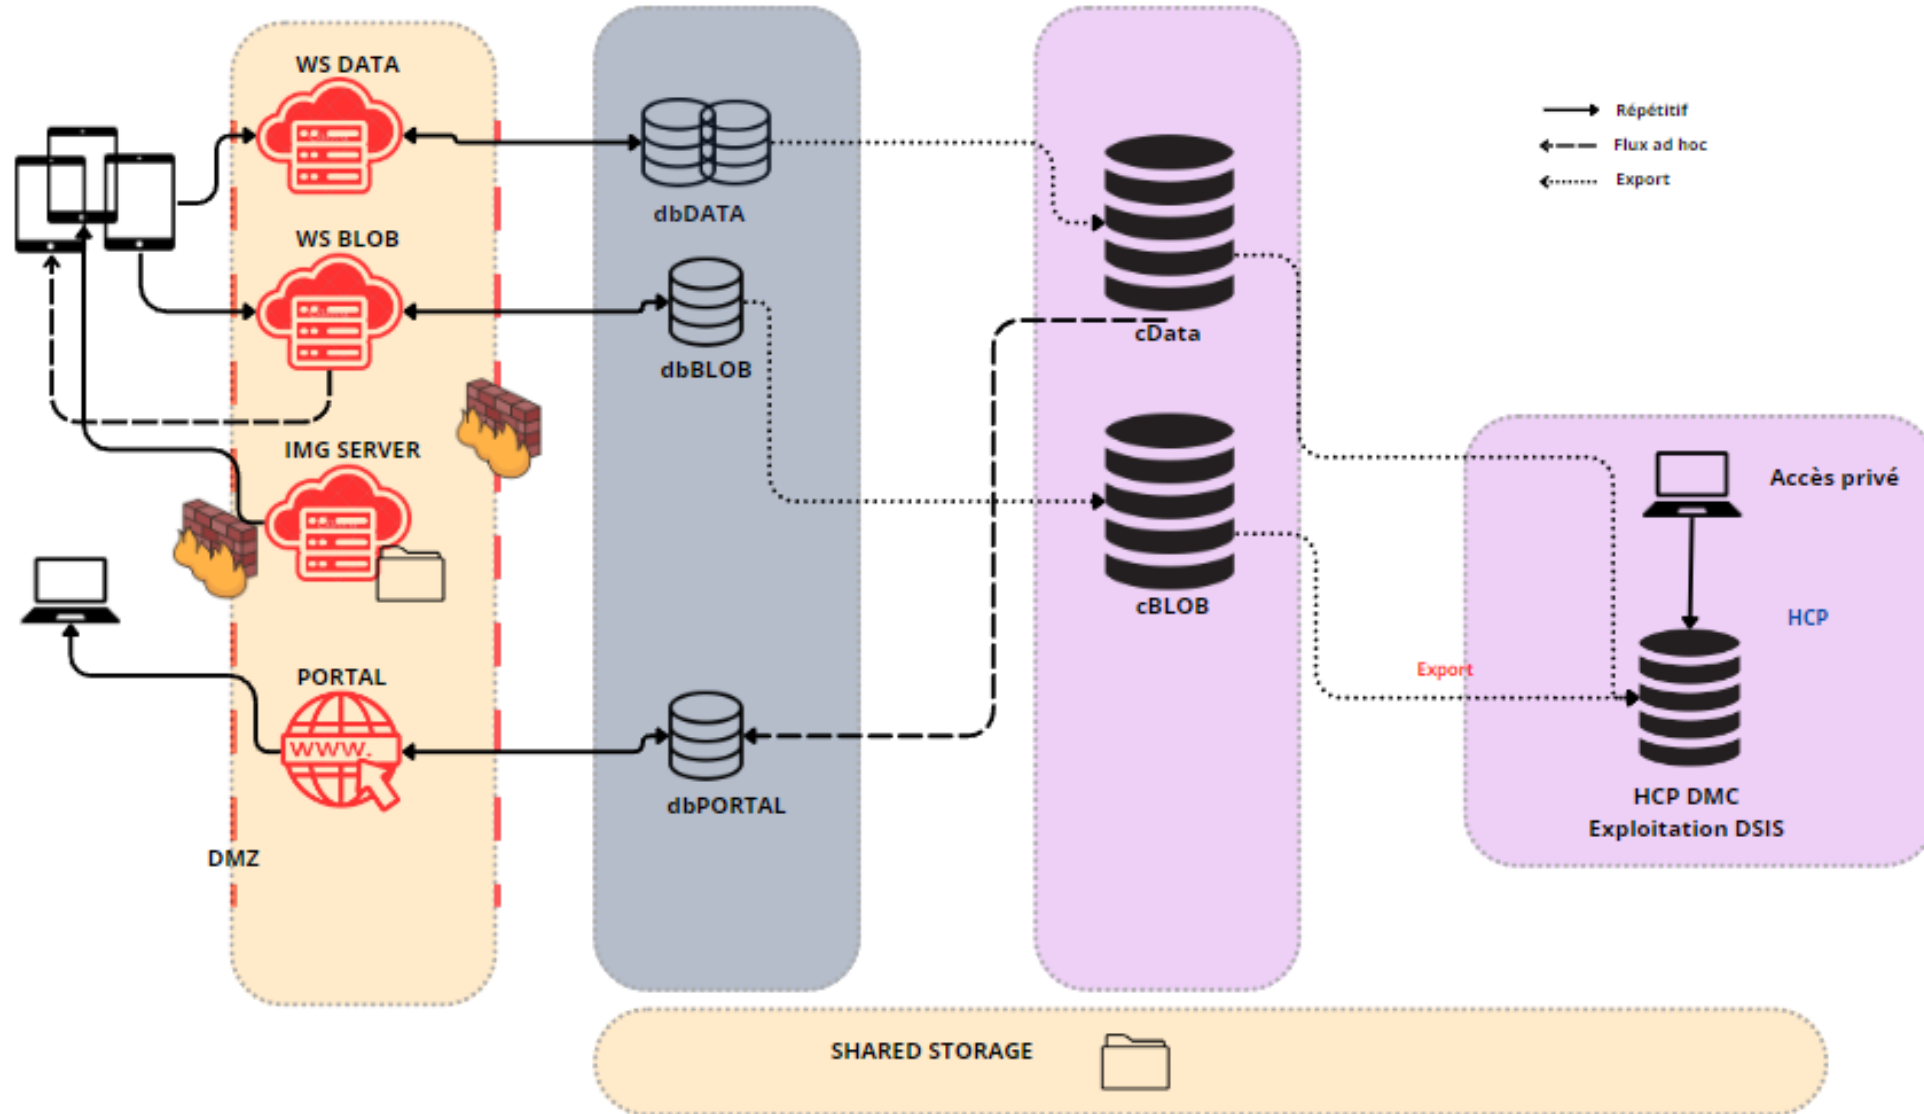 WS DATA
WS BLOB
IMG SERVER
PORTAL
WWW.
DMZ
dbDATA
dbBLOB
dbPORTAL
cData
cBLOB
Répétitif
Flux ad hoc
Export
Accès privé
HCP
Export
HCP DMC
Exploitation DSIS
SHARED STORAGE